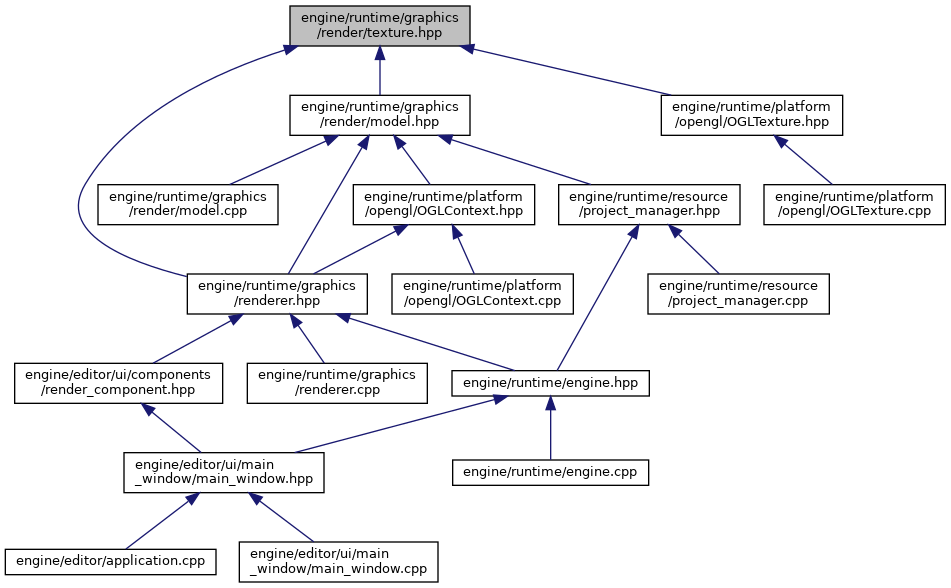 engine/runtime/graphics
/render/texture.hpp
engine/runtime/graphics
/render/model.hpp
engine/runtime/platform
/opengl/OGLTexture.hpp
engine/runtime/graphics
/render/model.cpp
engine/runtime/platform
/opengl/OGLContext.hpp
engine/runtime/resource
/project_manager.hpp
engine/runtime/platform
/opengl/OGLTexture.cpp
engine/runtime/graphics
/renderer.hpp
engine/runtime/platform
/opengl/OGLContext.cpp
engine/runtime/resource
/project_manager.cpp
engine/editor/ui/components
/render_component.hpp
engine/runtime/graphics
/renderer.cpp
engine/runtime/engine.hpp
engine/editor/ui/main
_window/main_window.hpp
engine/runtime/engine.cpp
engine/editor/application.cpp
engine/editor/ui/main
_window/main_window.cpp